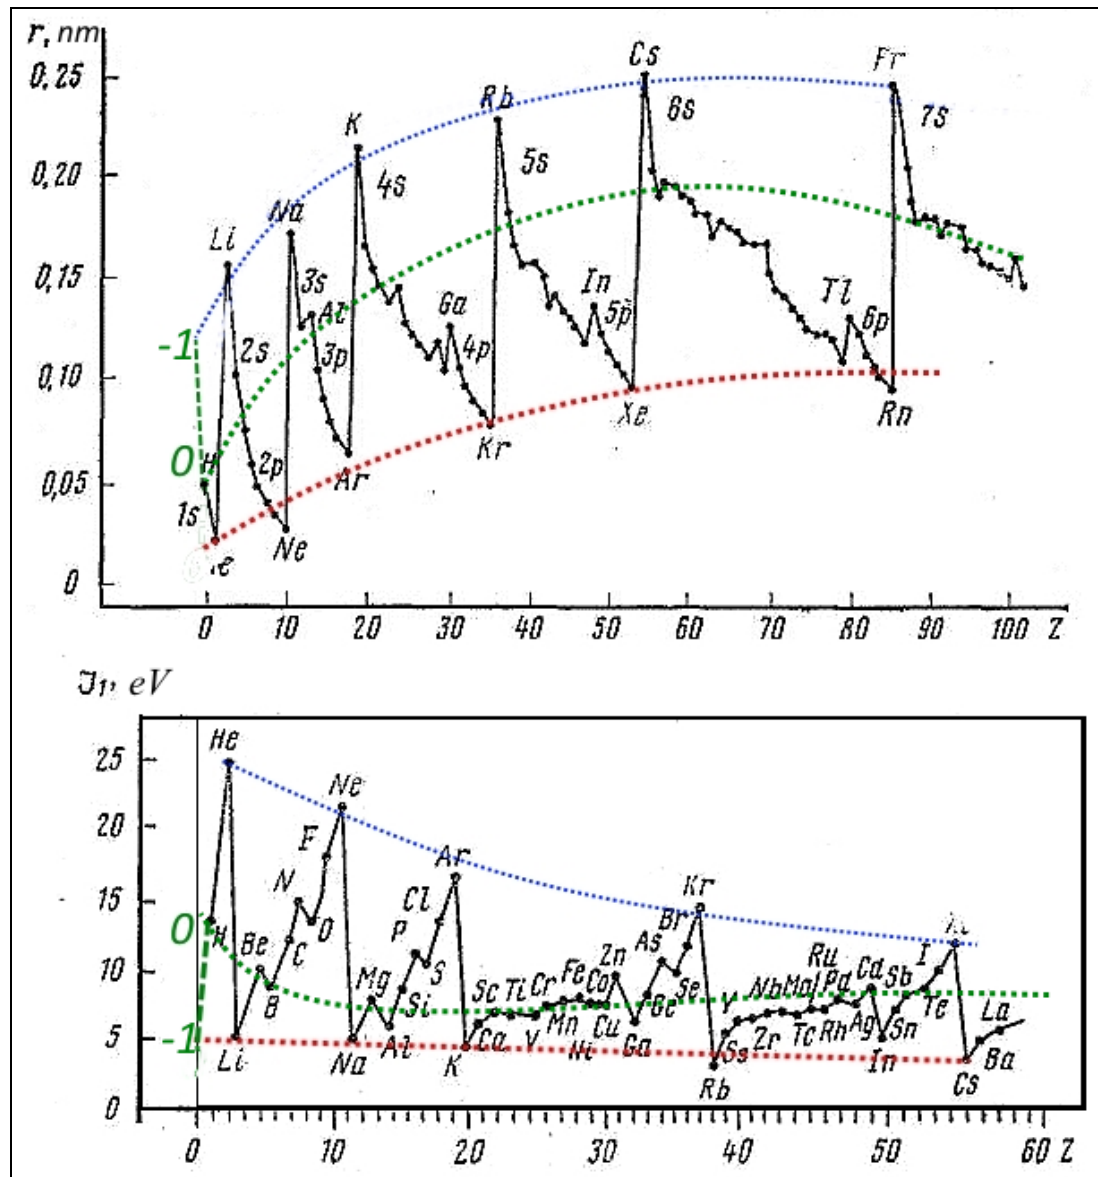 r, nm
0,25
0,20
0,15
0,10
0,05
0
-1
0
H
1s
Li
2s
2p
Ne
Na
3s
Al
3p
Ar
K
4s
Ga
4p
Kr
Rb
5s
In
5p
Xe
Cs
6s
Tl
6p
Rn
Fr
7s
0 10 20 30 40 50 60 70 80 90 100 Z
eV
25
20
15
10
5
0
0
-1
He
H
Li
Be
B
C
N
O
F
Ne
Na
Mg
Al
Si
P
S
Cl
Ar
K
Ca
Sc
Ti
V
Cr
Mn
Fe
Co
Ni
Cu
Zn
Ga
Ge
As
Se
Br
Kr
Rb
Y
Zr
Nb
Mo
Tc
Ru
Rh
Pd
Ag
Cd
In
Sn
Sb
Te
I
Cs
Ba
La
0 10 20 30 40 50 60 Z